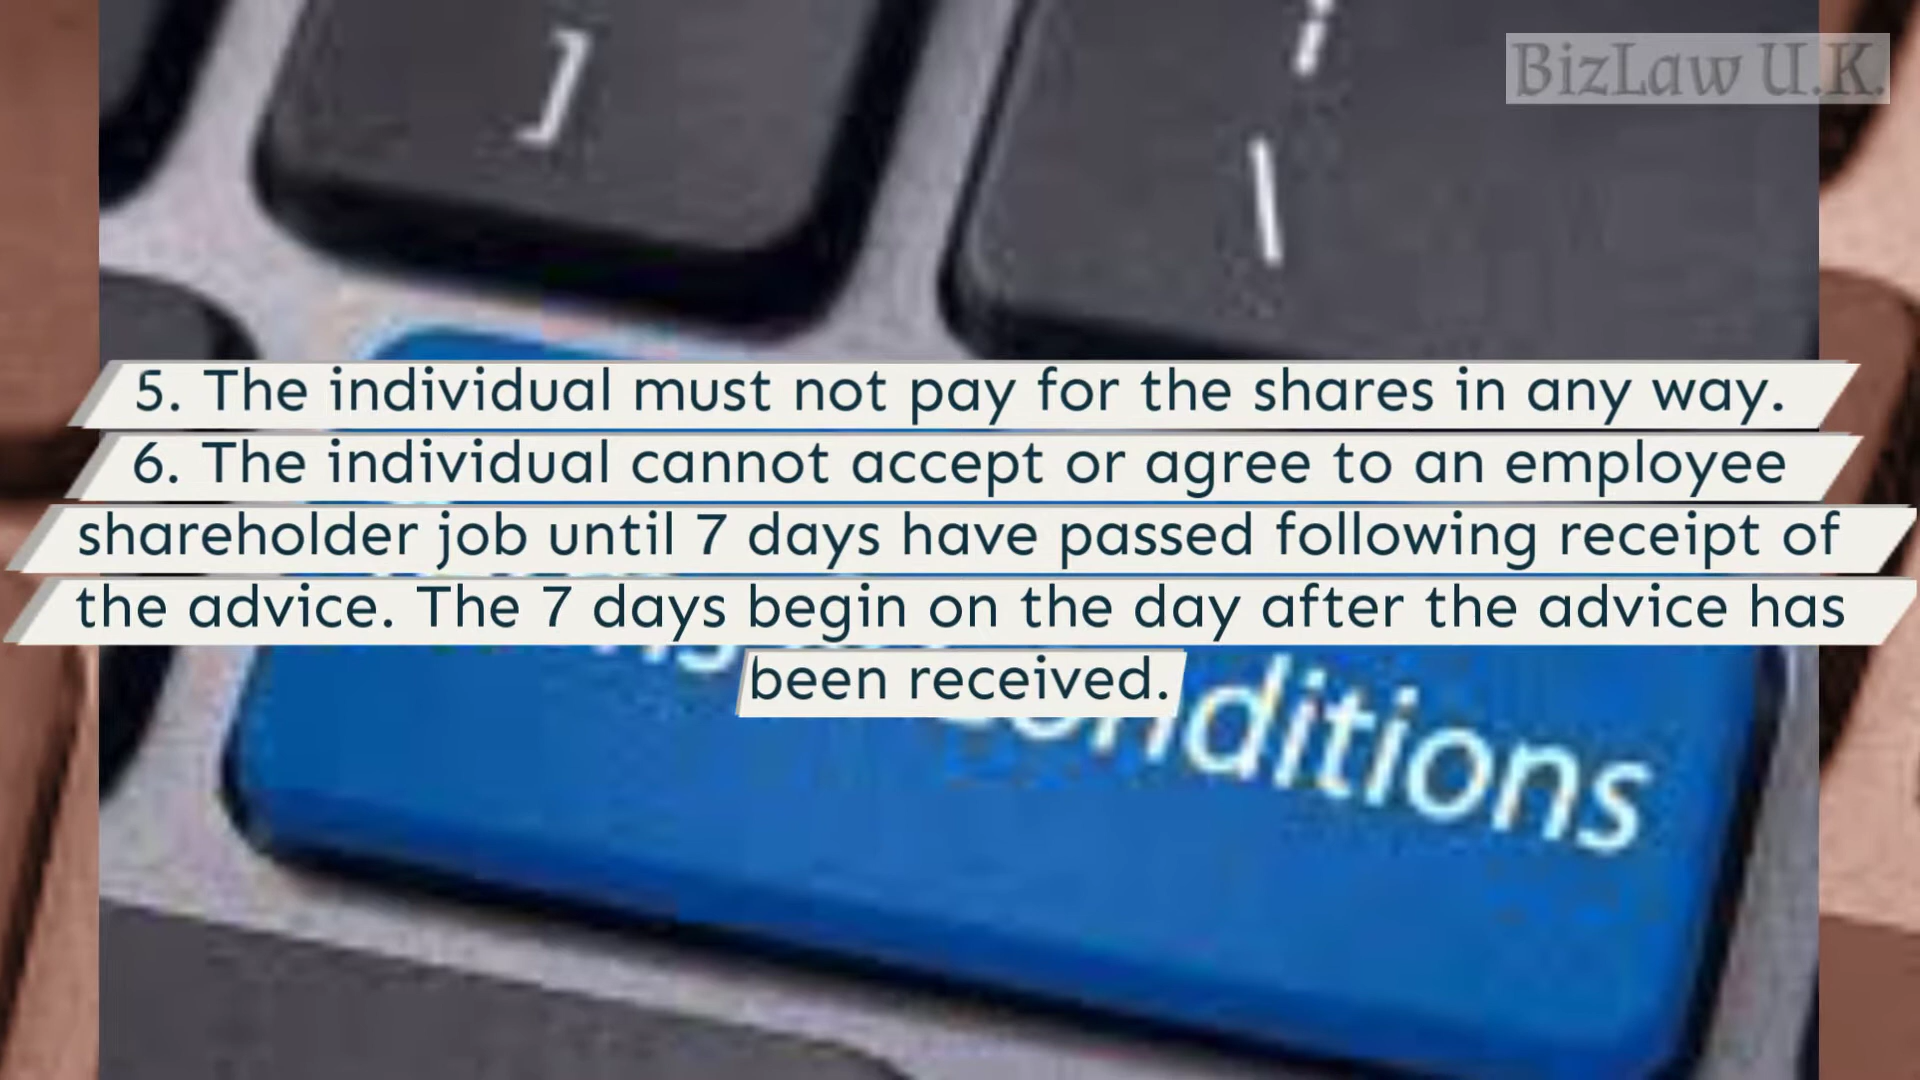 BizLaw U.K.
]
5. The individual must not pay for the shares in any way.
6. The individual cannot accept or agree to an employee
shareholder job until 7 days have passed following receipt of
the advice. The 7 days begin on the day after the advice has
been received.